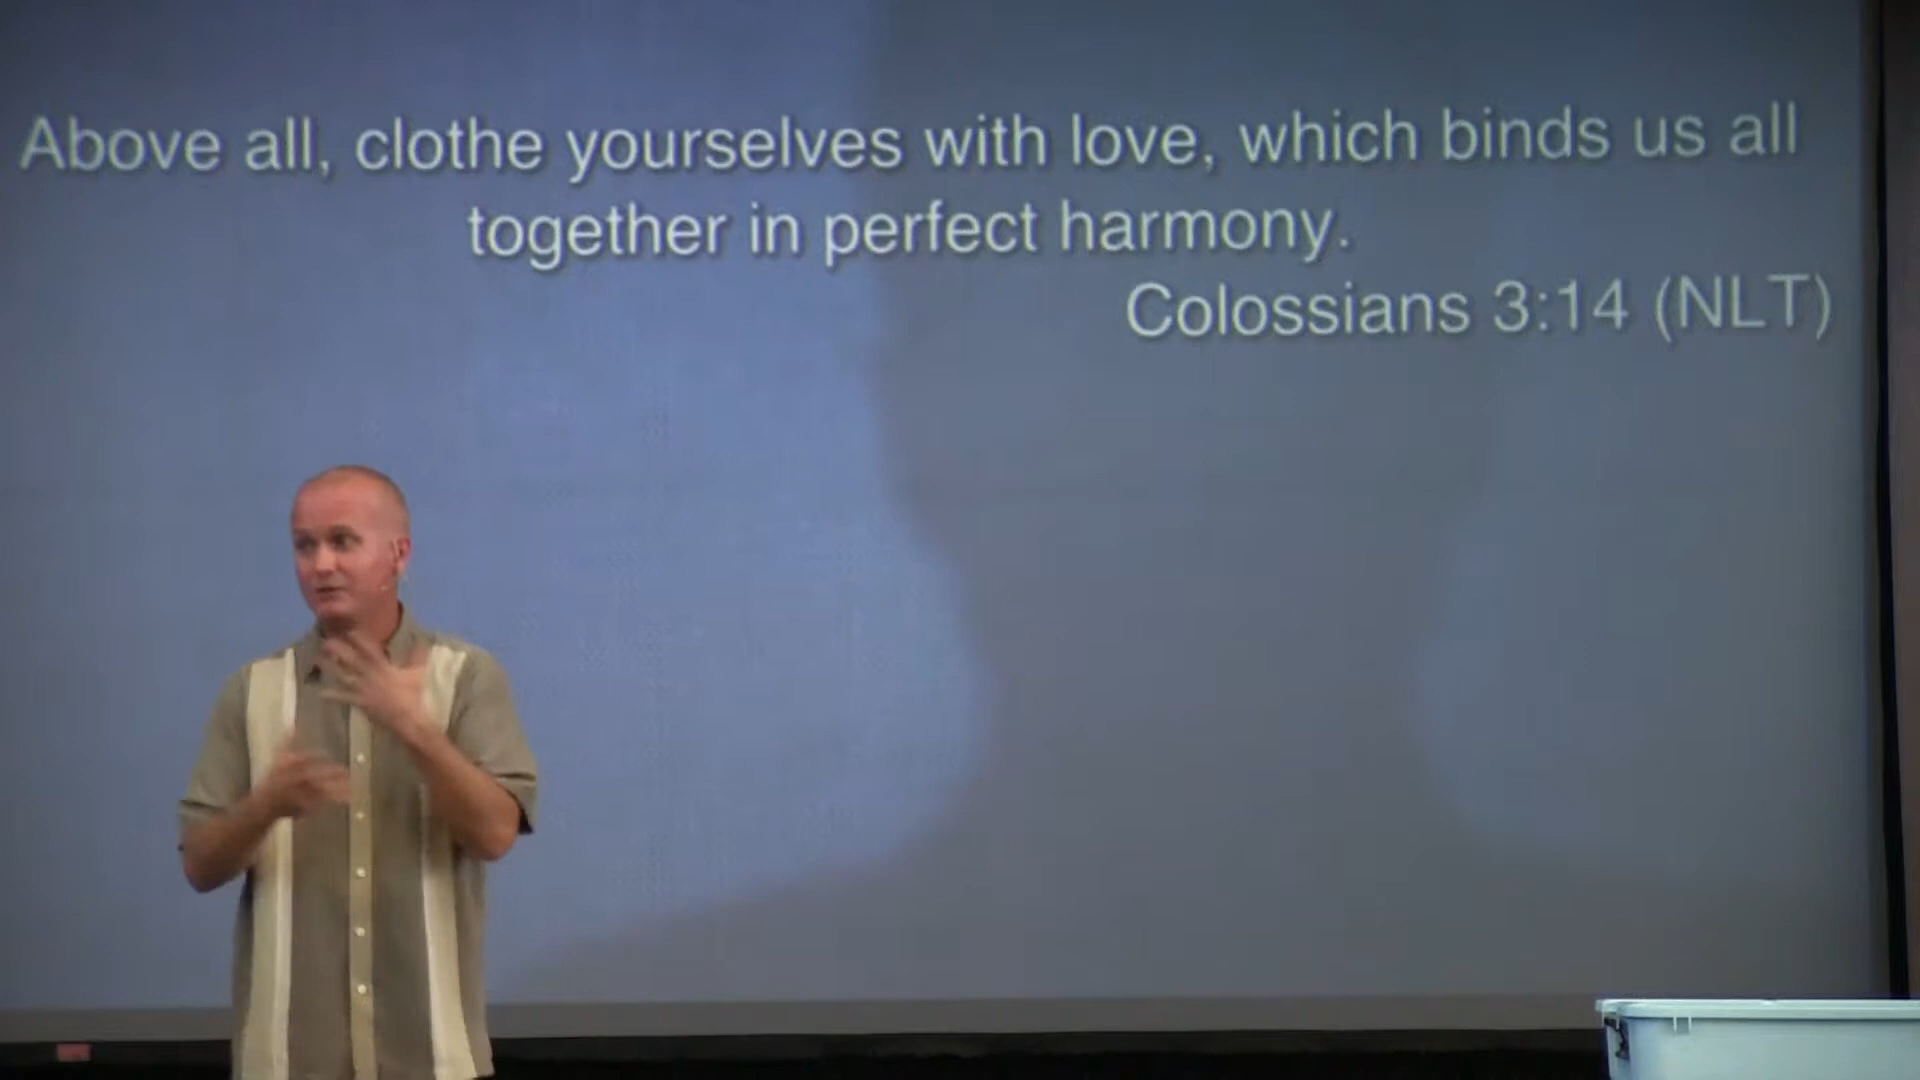 Above all, clothe yourselves with love, which binds us all
together in perfect harmony.
Colossians 3:14 (NLT)